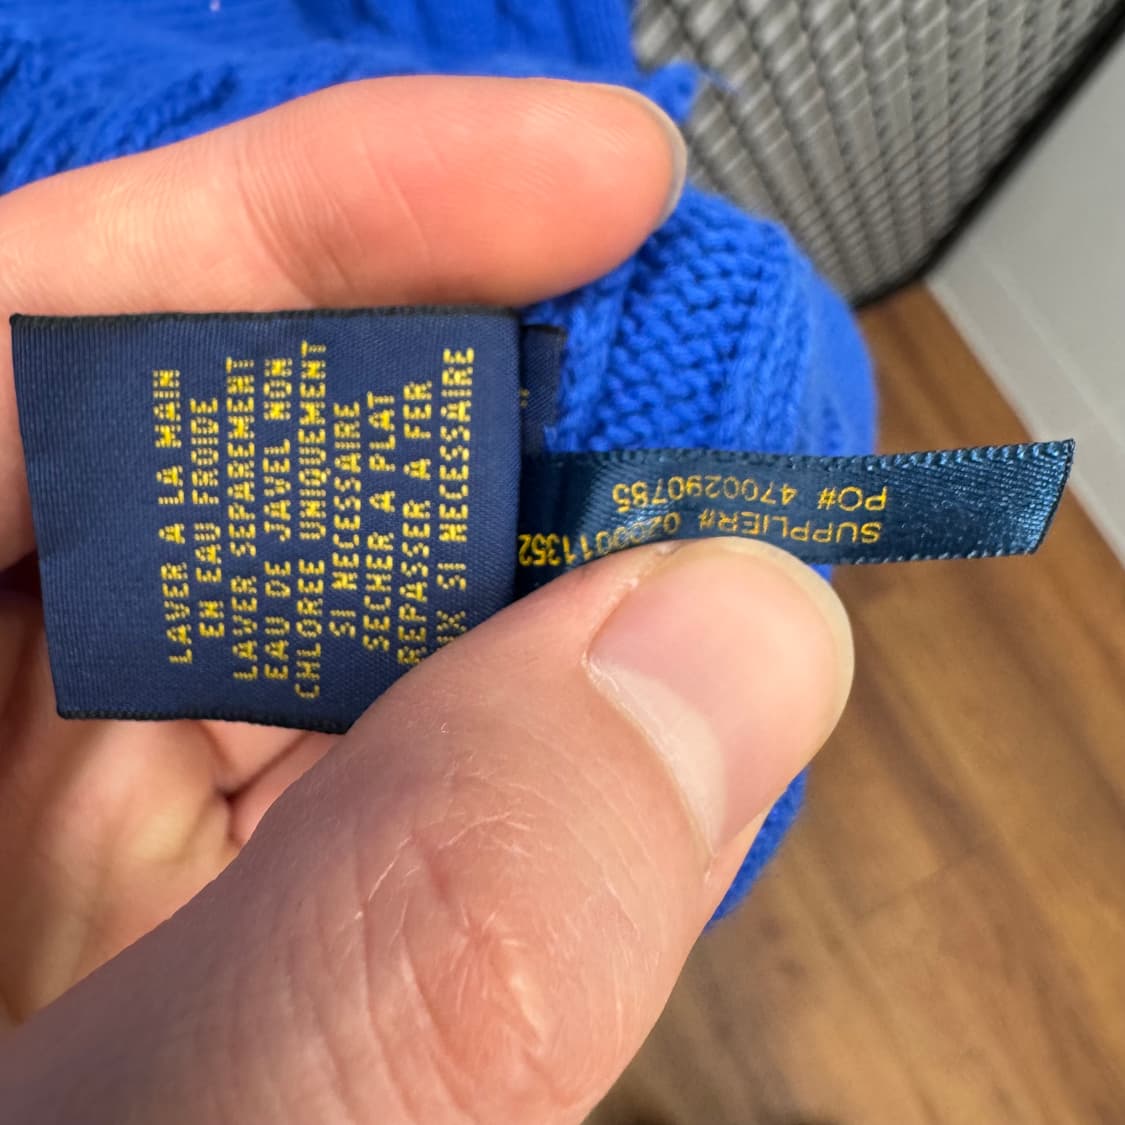 LAVER A LA MAIN
EN EAU FROIDE
LAVER SEPAREMENT
EAU DE JAVEL NON
CHLOREE UNIQUEMENT
SI NECESSAIRE
SECHER A PLAT
REPASSER A FER
SI NECESSAIRE
SUPPLIER#
PO# 4700290785